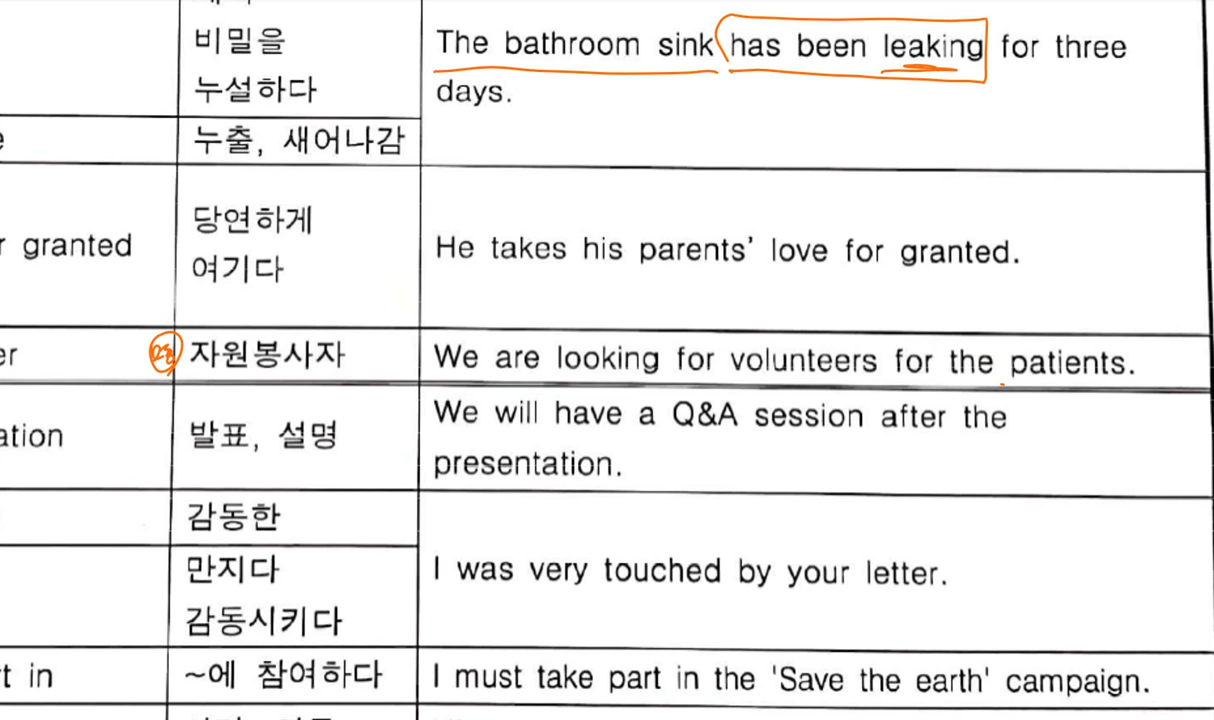 비밀을
누설하다
The bathroom sink has been leaking for three
days.
누출, 새어나감
granted
당연하게
여기다
He takes his parents' love for granted.
자원봉사자
We are looking for volunteers for the patients.
발표, 설명
We will have a Q&A session after the
presentation.
감동한
만지다
감동시키다
I was very touched by your letter.
in
~에 참여하다
I must take part in the 'Save the earth' campaign.